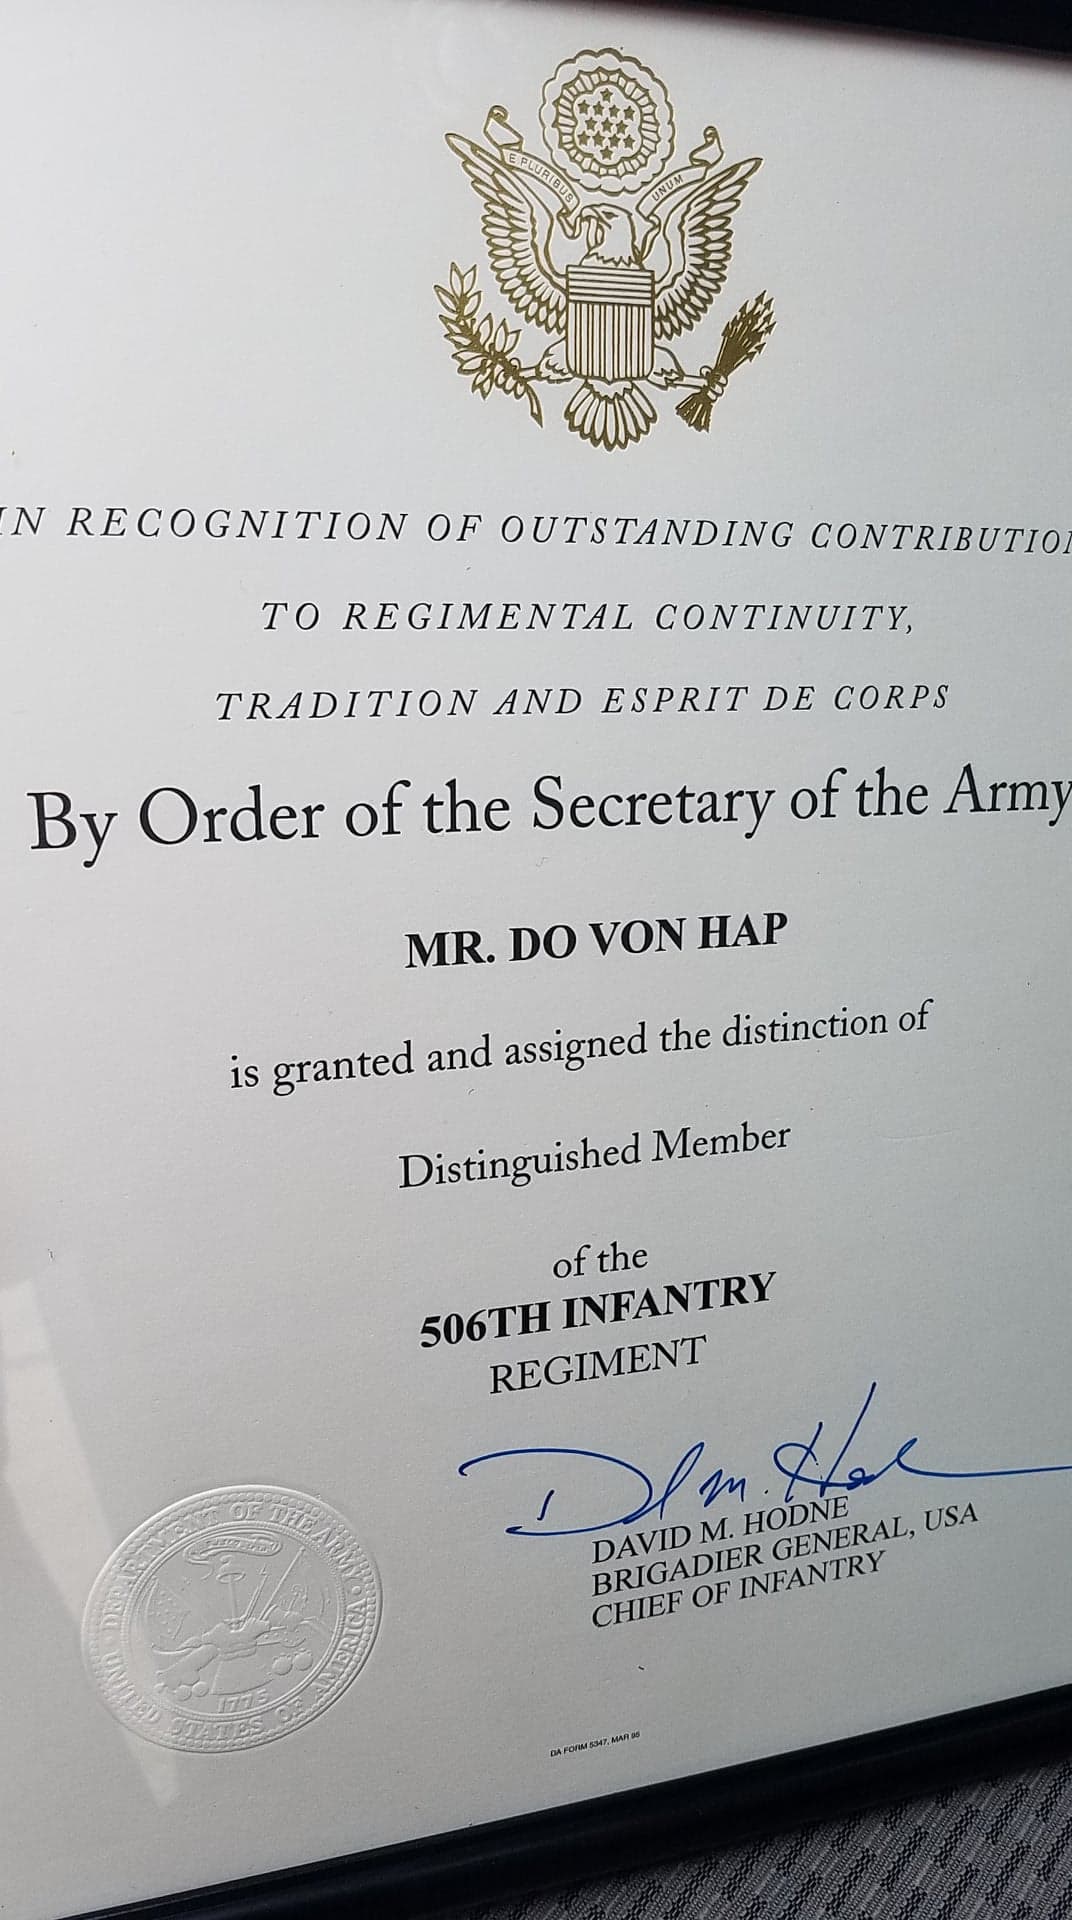 E PLURIBUS UNUM
IN RECOGNITION OF OUTSTANDING CONTRIBUTION
TO REGIMENTAL CONTINUITY,
TRADITION AND ESPRIT DE CORPS
By Order of the Secretary of the Army
MR. DO VON HAP
is granted and assigned the distinction of
Distinguished Member
of the
506TH INFANTRY
REGIMENT
DAVID M. HODNE
BRIGADIER GENERAL, USA
CHIEF OF INFANTRY
DEPARTMENT OF THE ARMY
UNITED STATES OF AMERICA
1775
DA FORM 5347, MAR 95